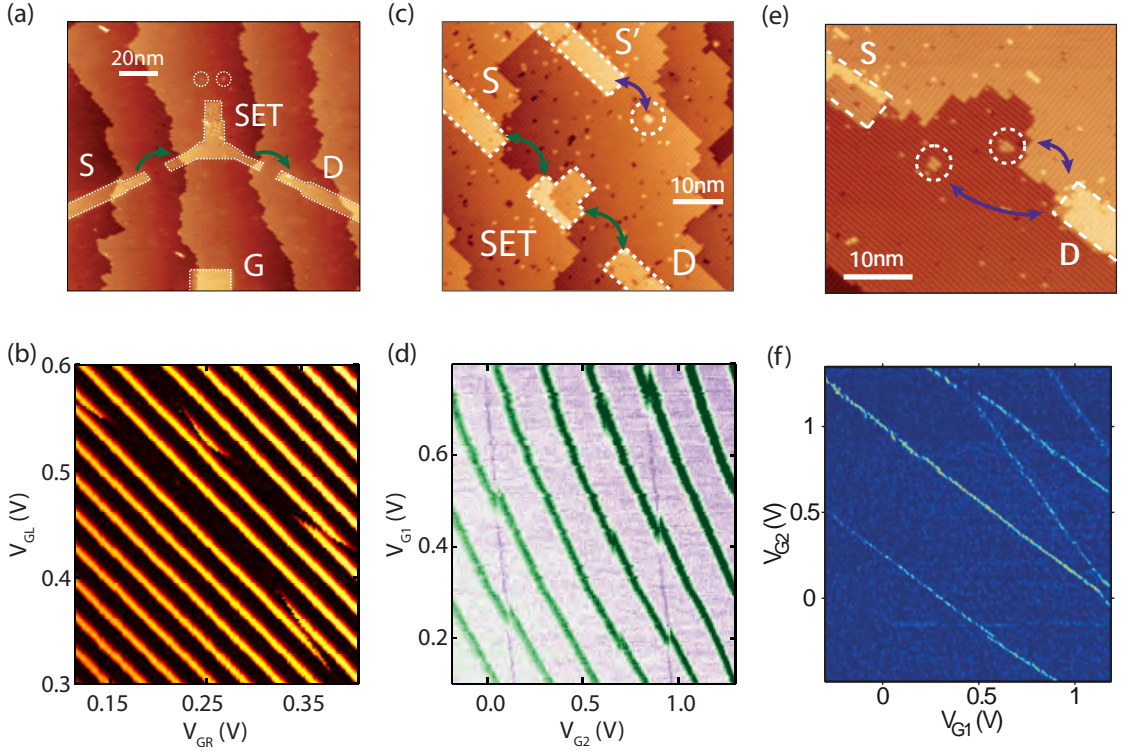 (a)
20nm
SET
S
D
G
(c)
S'
S
10nm
SET
D
(e)
S
10nm
D
(b)
0.6
0.5
0.4
0.3
V_GL (V)
0.15
0.25
0.35
V_GR (V)
(d)
0.6
0.4
0.2
V_G1 (V)
0.0
0.5
1.0
V_G2 (V)
(f)
1
0.5
0
V_G2 (V)
0
0.5
1
V_G1 (V)